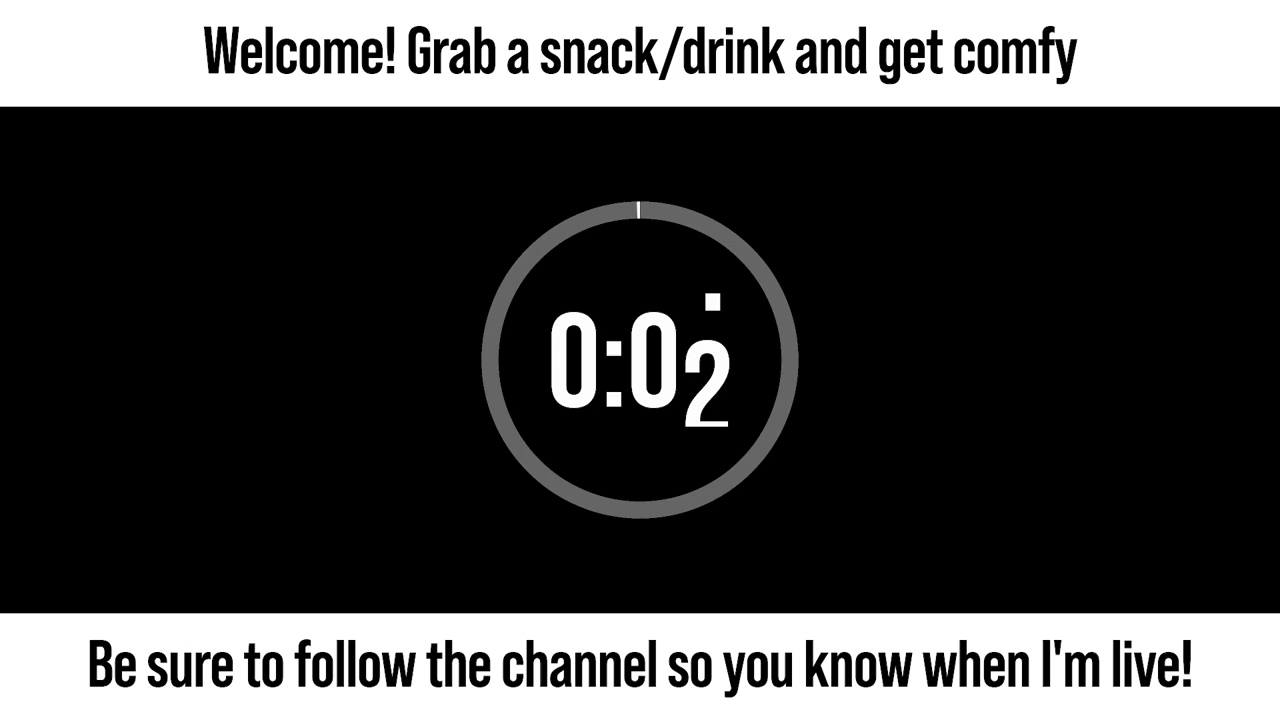 Welcome! Grab a snack/drink and get comfy
0:02
Be sure to follow the channel so you know when I'm live!